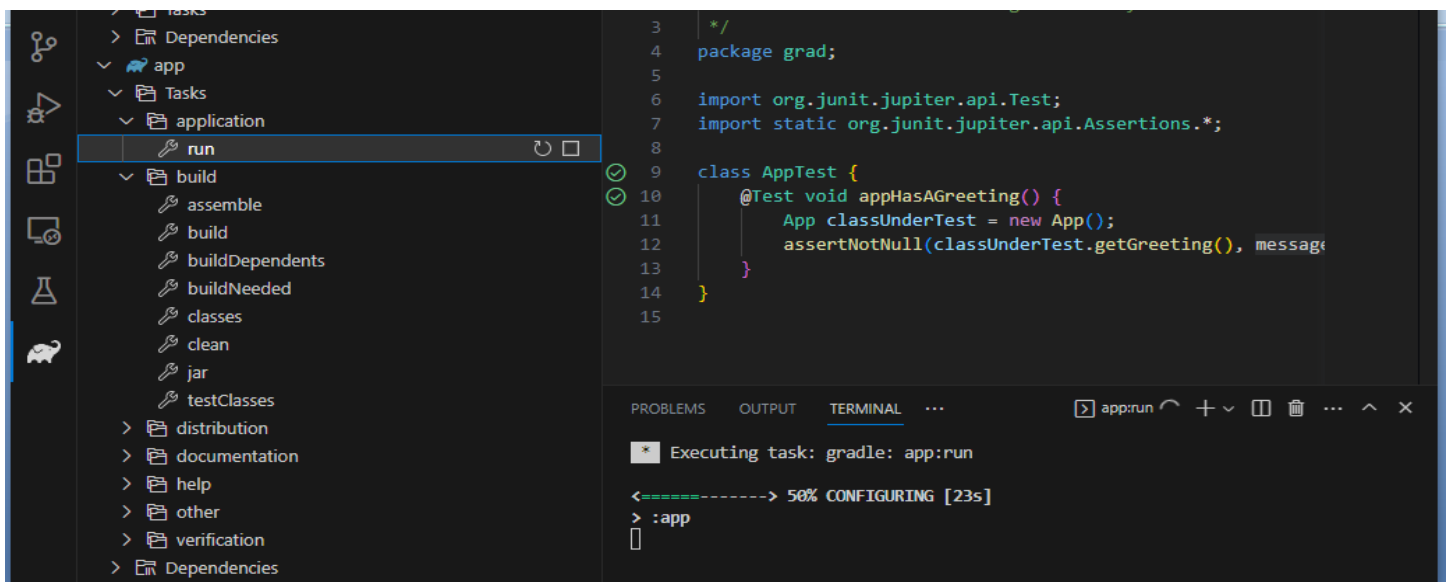 Tasks
Dependencies
app
Tasks
application
run
build
assemble
build
buildDependents
buildNeeded
classes
clean
jar
testClasses
distribution
documentation
help
other
verification
Dependencies
3 */
4 package grad;
5
6 import org.junit.jupiter.api.Test;
7 import static org.junit.jupiter.api.Assertions.*;
8
9 class AppTest {
10 @Test void appHasAGreeting() {
11 App classUnderTest = new App();
12 assertNotNull(classUnderTest.getGreeting(), message
13 }
14 }
15
PROBLEMS OUTPUT TERMINAL ··· app:run
* Executing task: gradle: app:run
<======-------> 50% CONFIGURING [23s]
> :app